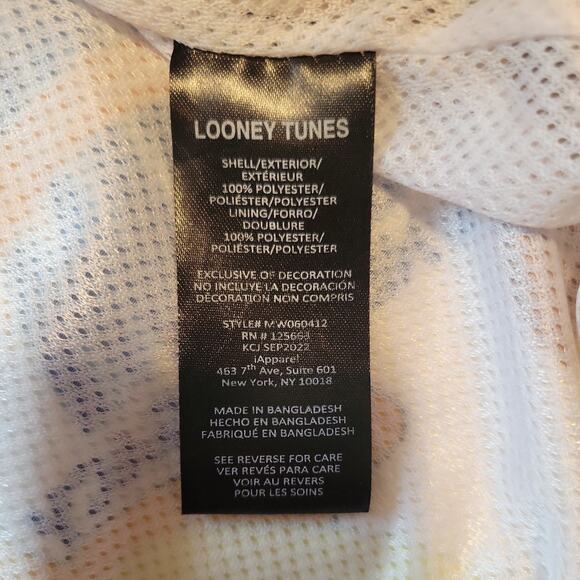 LOONEY TUNES
SHELL/EXTERIOR/
EXTÉRIEUR
100% POLYESTER/
POLIÉSTER/POLYESTER
LINING/FORRO/
DOUBLURE
100% POLYESTER/
POLIÉSTER/POLYESTER
EXCLUSIVE OF DECORATION
NO INCLUYE LA DECORACIÓN
DÉCORATION NON COMPRIS
STYLE# MW060412
RN #
KCJ SEP2022
iApparel
463 7th Ave, Suite 601
New York, NY 10018
MADE IN BANGLADESH
HECHO EN BANGLADESH
FABRIQUÉ EN BANGLADESH
SEE REVERSE FOR CARE
VER REVÉS PARA CARE
VOIR AU REVERS
POUR LES SOINS